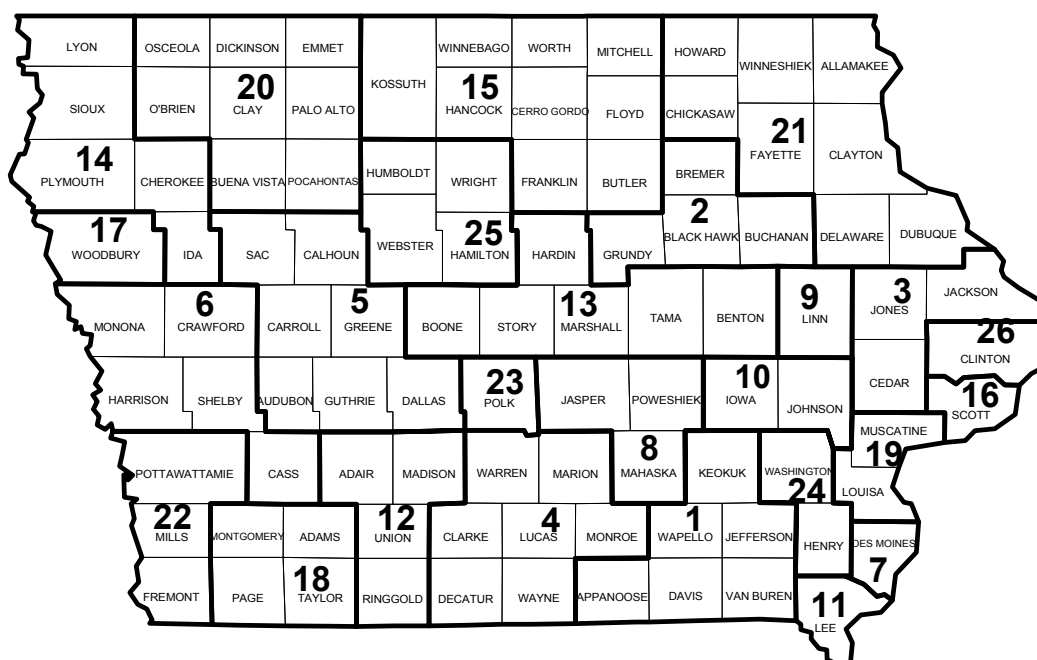 LYON OSCEOLA DICKINSON EMMET WINNEBAGO WORTH MITCHELL HOWARD
KOSSUTH WINNESHIEK ALLAMAKEE
20 15
SIOUX O'BRIEN CLAY PALO ALTO HANCOCK CERRO GORDO FLOYD CHICKASAW
21
14 FAYETTE CLAYTON
PLYMOUTH CHEROKEE BUENA VISTA POCAHONTAS HUMBOLDT WRIGHT FRANKLIN BUTLER BREMER
17 25 2
WOODBURY IDA SAC CALHOUN WEBSTER HAMILTON HARDIN GRUNDY BLACK HAWK BUCHANAN DELAWARE DUBUQUE
6 5 13 9 3
MONONA CRAWFORD CARROLL GREENE BOONE STORY MARSHALL TAMA BENTON LINN JONES JACKSON
26
CLINTON
23 10 CEDAR 16
HARRISON SHELBY AUDUBON GUTHRIE DALLAS POLK JASPER POWESHIEK IOWA JOHNSON SCOTT
MUSCATINE
8 19
POTTAWATTAMIE CASS ADAIR MADISON WARREN MARION MAHASKA KEOKUK WASHINGTON
24 LOUISA
22 12 4 1
MILLS MONTGOMERY ADAMS UNION CLARKE LUCAS MONROE WAPELLO JEFFERSON HENRY DES MOINES
18 7
FREMONT PAGE TAYLOR RINGGOLD DECATUR WAYNE APPANOOSE DAVIS VAN BUREN
11
LEE